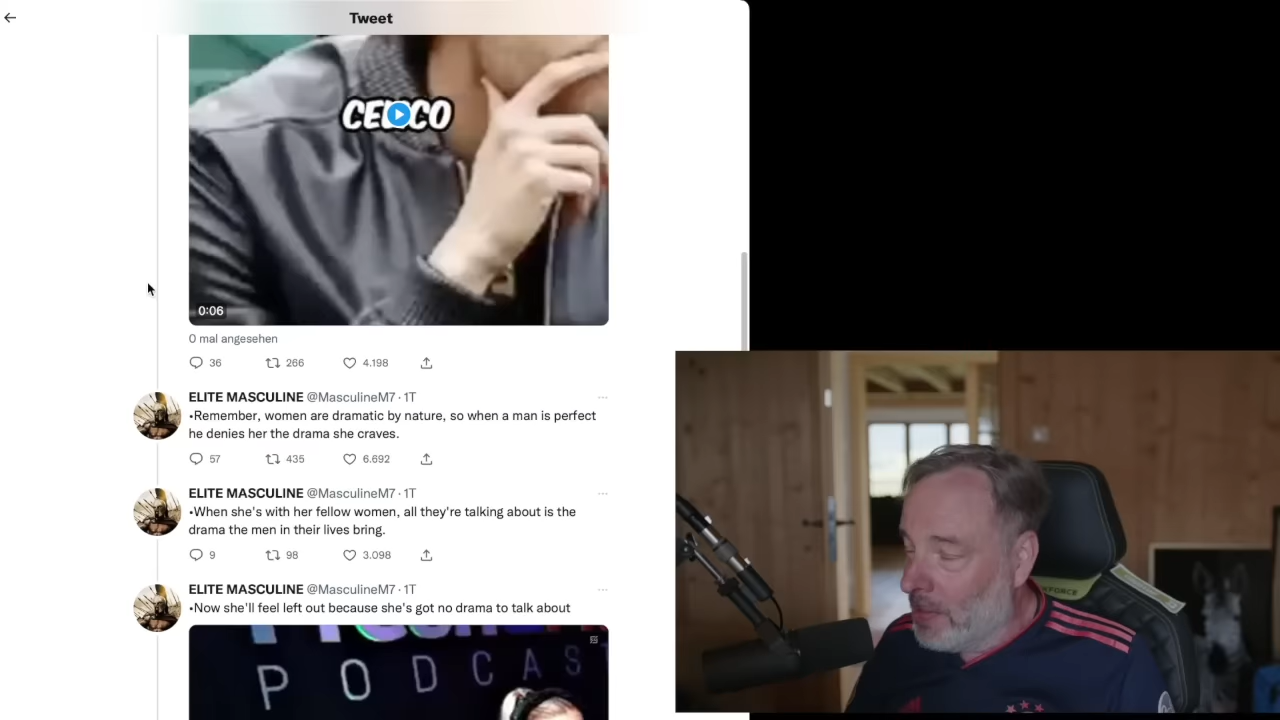 Tweet
CELCO
0:06
0 mal angesehen
36 266 4.198
ELITE MASCULINE @MasculineM7 · 1T
•Remember, women are dramatic by nature, so when a man is perfect
he denies her the drama she craves.
57 435 6.692
ELITE MASCULINE @MasculineM7 · 1T
•When she's with her fellow women, all they're talking about is the
drama the men in their lives bring.
9 98 3.098
ELITE MASCULINE @MasculineM7 · 1T
•Now she'll feel left out because she's got no drama to talk about
PODCAS